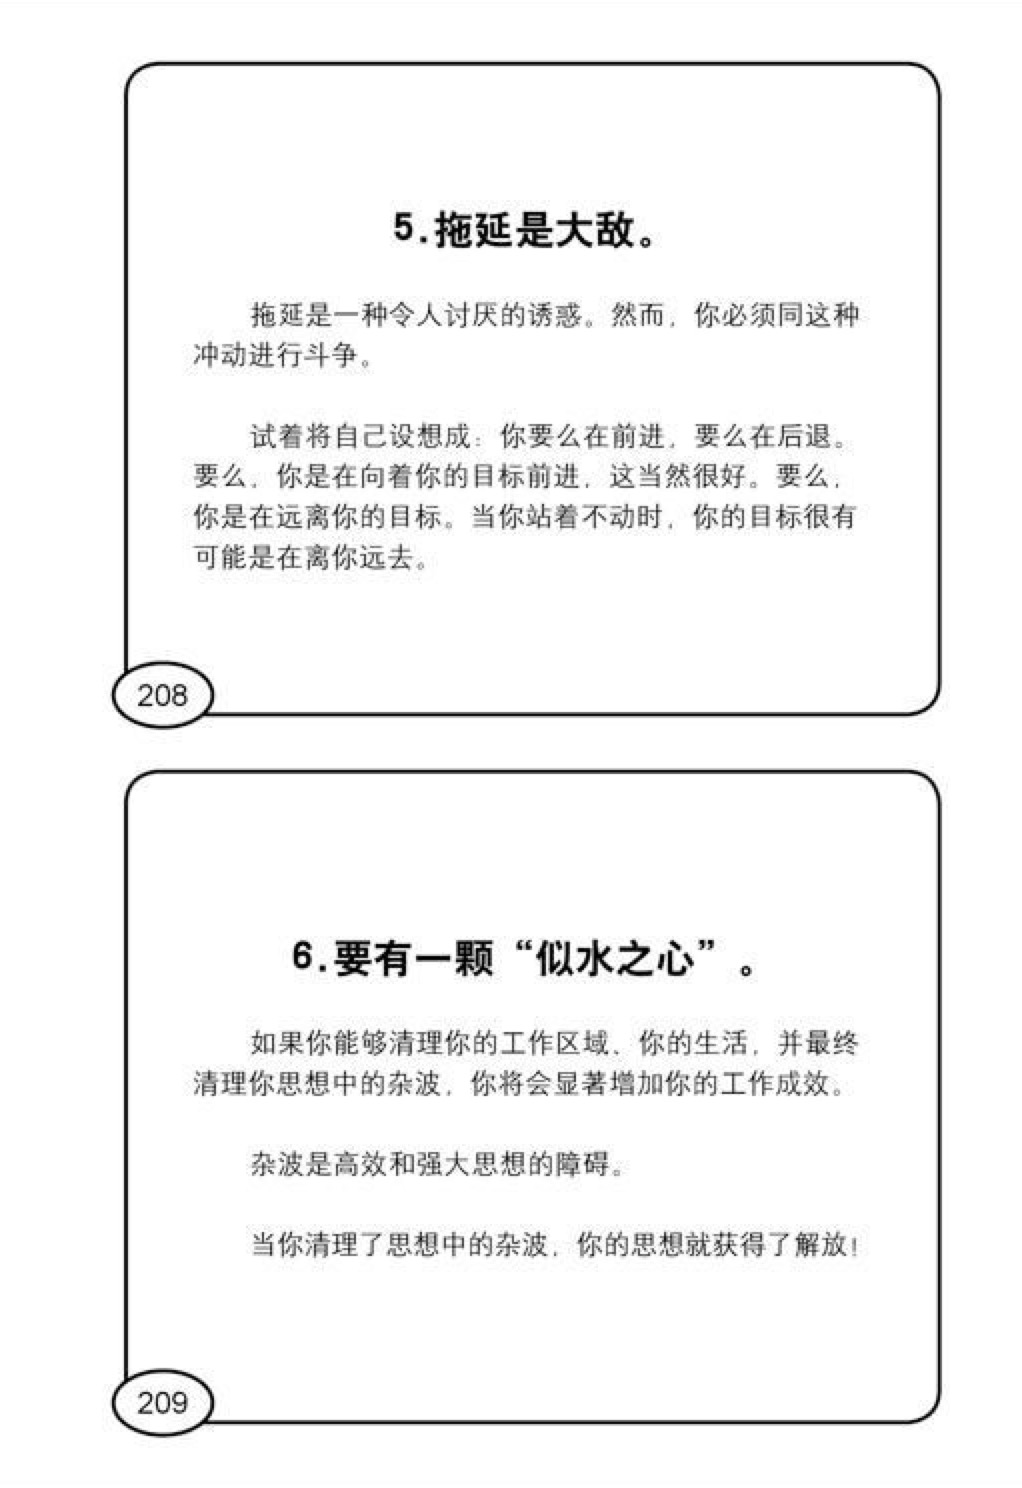 5.拖延是大敌。
拖延是一种令人讨厌的诱惑。然而，你必须同这种
冲动进行斗争。
试着将自己设想成：你要么在前进，要么在后退。
要么，你是在向着你的目标前进，这当然很好。要么，
你是在远离你的目标。当你站着不动时，你的目标很有
可能是在离你远去。
208
6.要有一颗“似水之心”。
如果你能够清理你的工作区域、你的生活，并最终
清理你思想中的杂波，你将会显著增加你的工作成效。
杂波是高效和强大思想的障碍。
当你清理了思想中的杂波，你的思想就获得了解放！
209